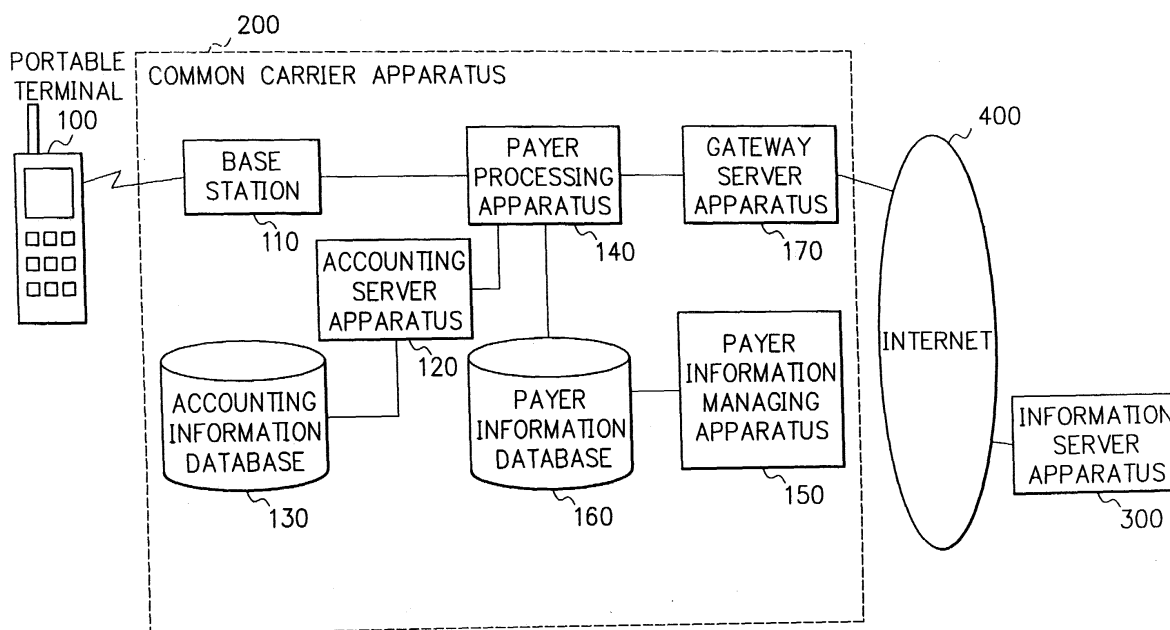 200
PORTABLE
TERMINAL
100
COMMON CARRIER APPARATUS
BASE
STATION
110
PAYER
PROCESSING
APPARATUS
140
GATEWAY
SERVER
APPARATUS
170
400
ACCOUNTING
SERVER
APPARATUS
120
ACCOUNTING
INFORMATION
DATABASE
130
PAYER
INFORMATION
DATABASE
160
PAYER
INFORMATION
MANAGING
APPARATUS
150
INTERNET
INFORMATION
SERVER
APPARATUS
300